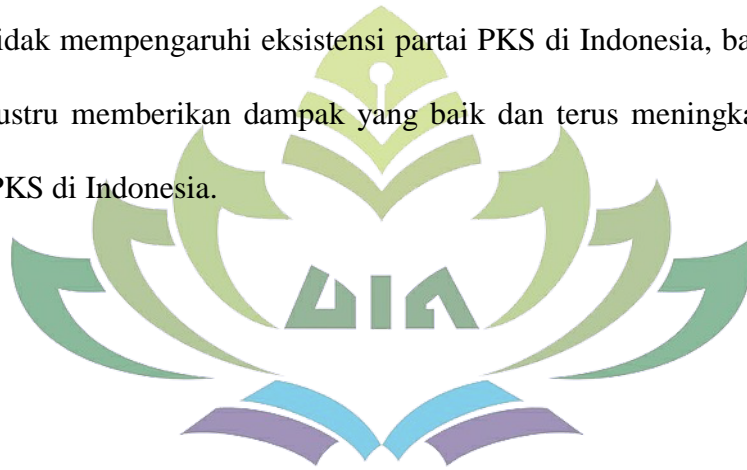 idak mempengaruhi eksistensi partai PKS di Indonesia, ba
ustru memberikan dampak yang baik dan terus meningka
PKS di Indonesia.
UIN